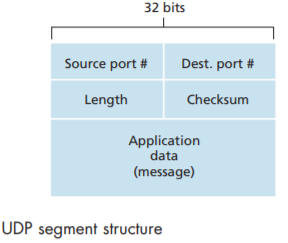 32 bits
Source port #
Dest. port #
Length
Checksum
Application
data
(message)
UDP segment structure